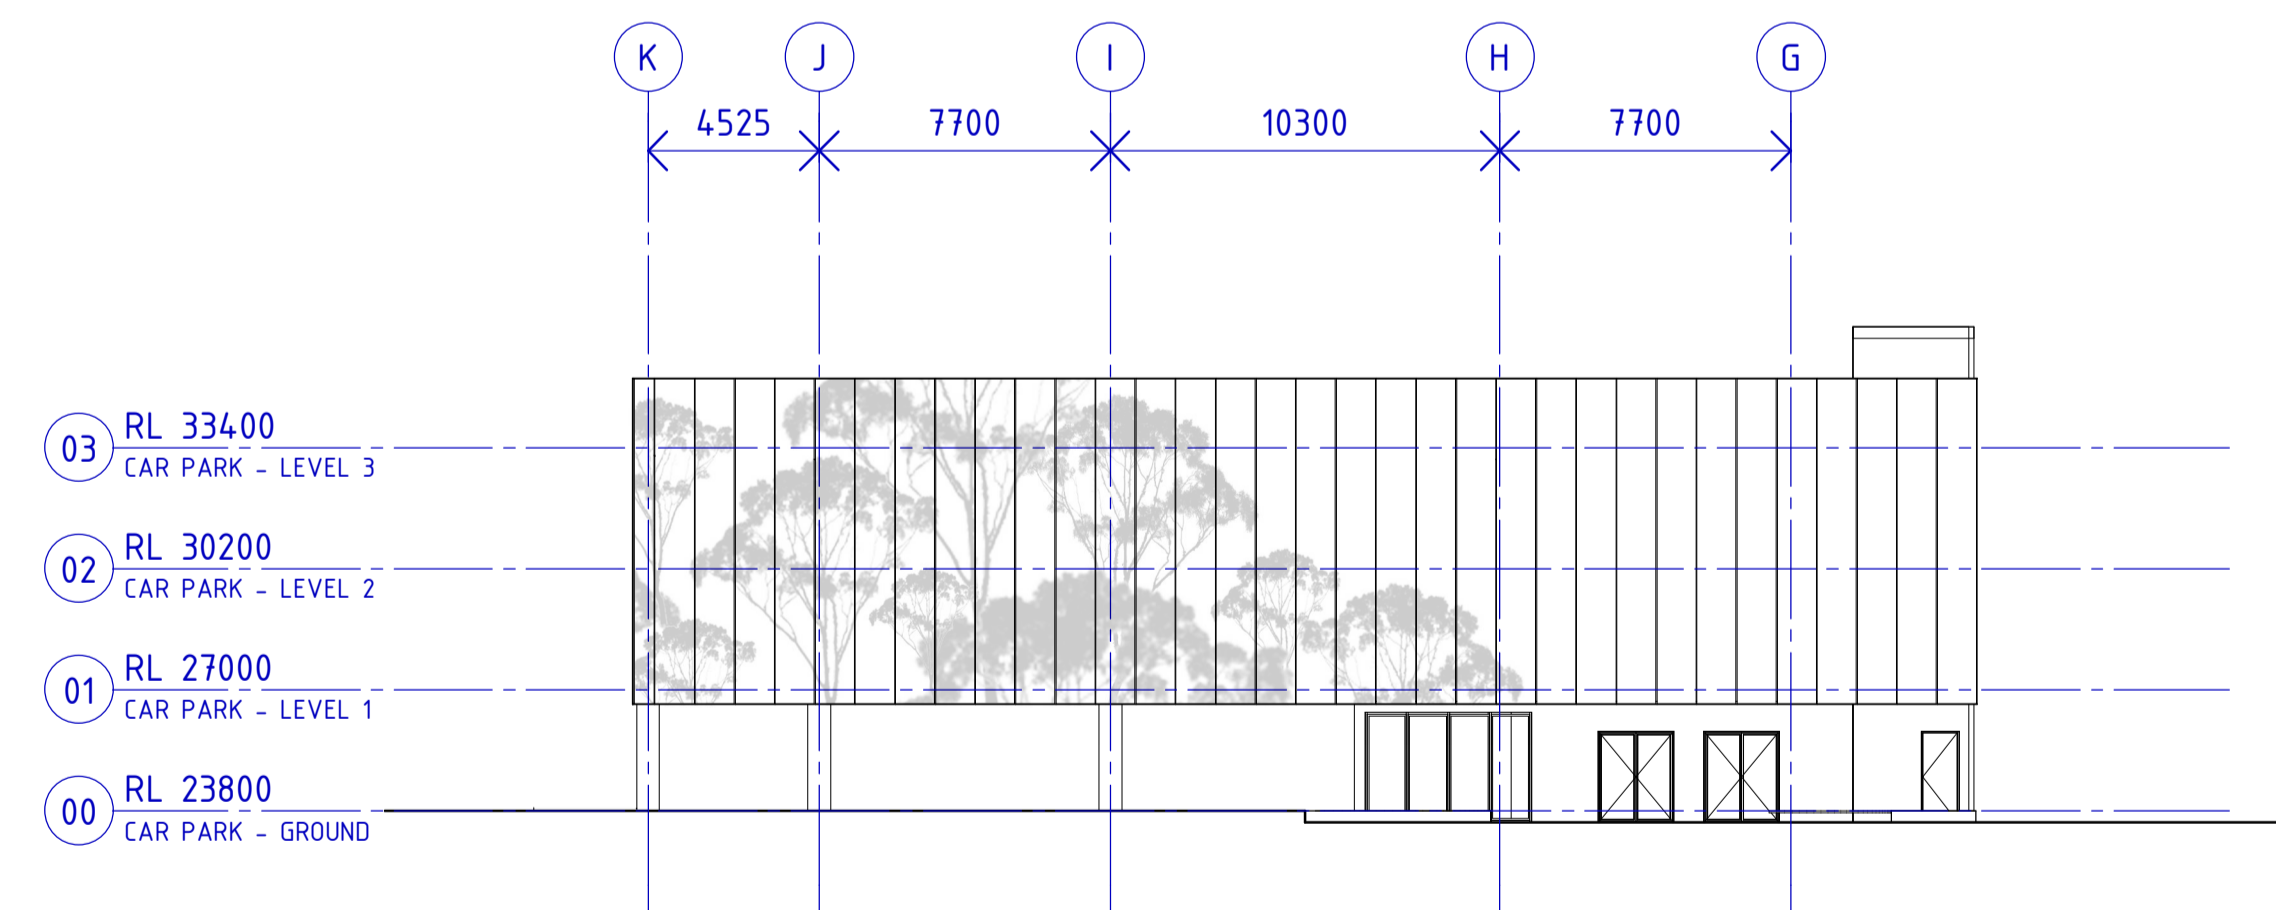 K J I H G
4525 7700 10300 7700
03 RL 33400
CAR PARK - LEVEL 3
02 RL 30200
CAR PARK - LEVEL 2
01 RL 27000
CAR PARK - LEVEL 1
00 RL 23800
CAR PARK - GROUND